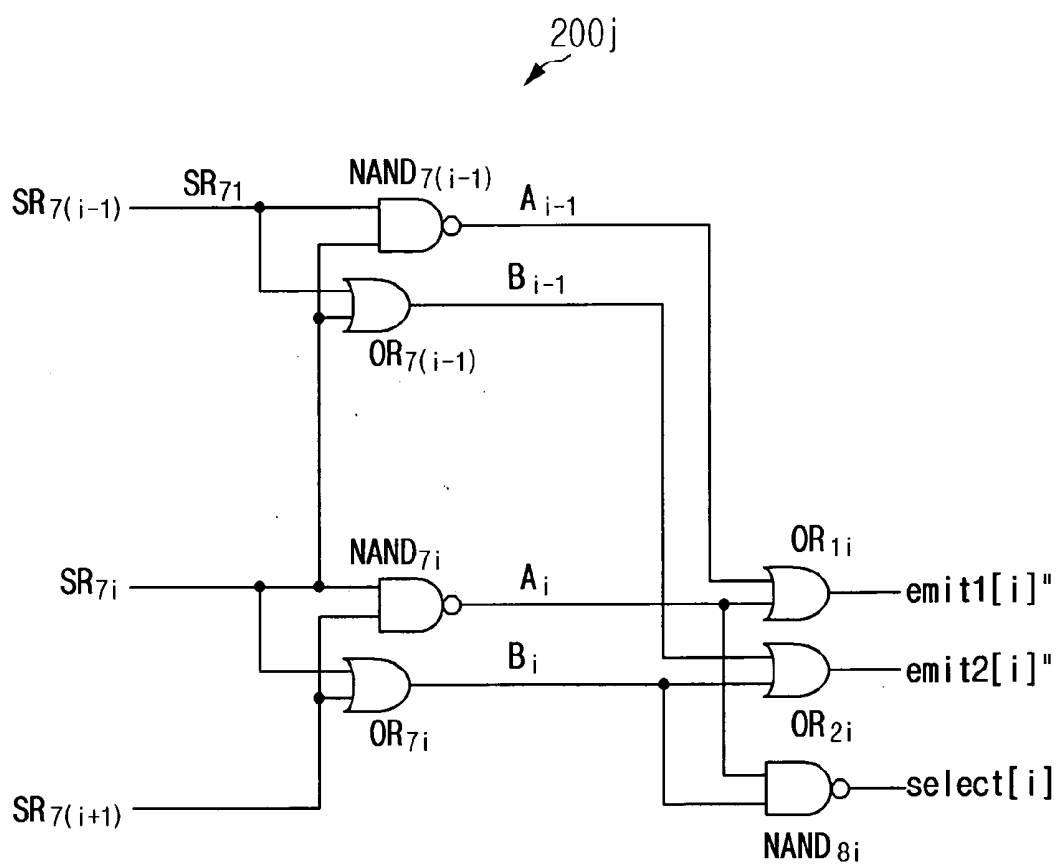 200j
NAND7(i-1)
SR7(i-1)
SR71
Ai-1
Bi-1
OR7(i-1)
NAND7i
SR7i
Ai
OR1i
emit1[i]"
Bi
emit2[i]"
OR7i
OR2i
SR7(i+1)
select[i]
NAND8i